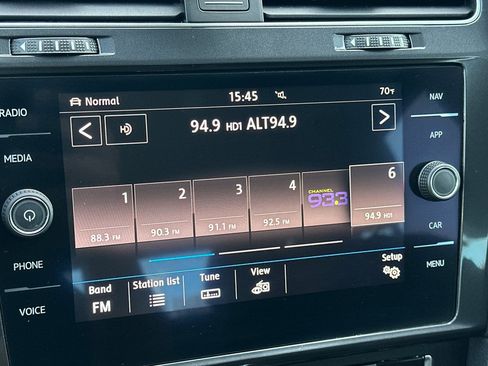 RADIO
MEDIA
PHONE
VOICE
Normal
15:45
70°F
94.9 HD1 ALT94.9
1
88.3 FM
2
90.3 FM
3
91.1 FM
4
92.5 FM
CHANNEL
93.3
6
94.9 HD1
Band
FM
Station list
Tune
View
Setup
NAV
APP
CAR
MENU